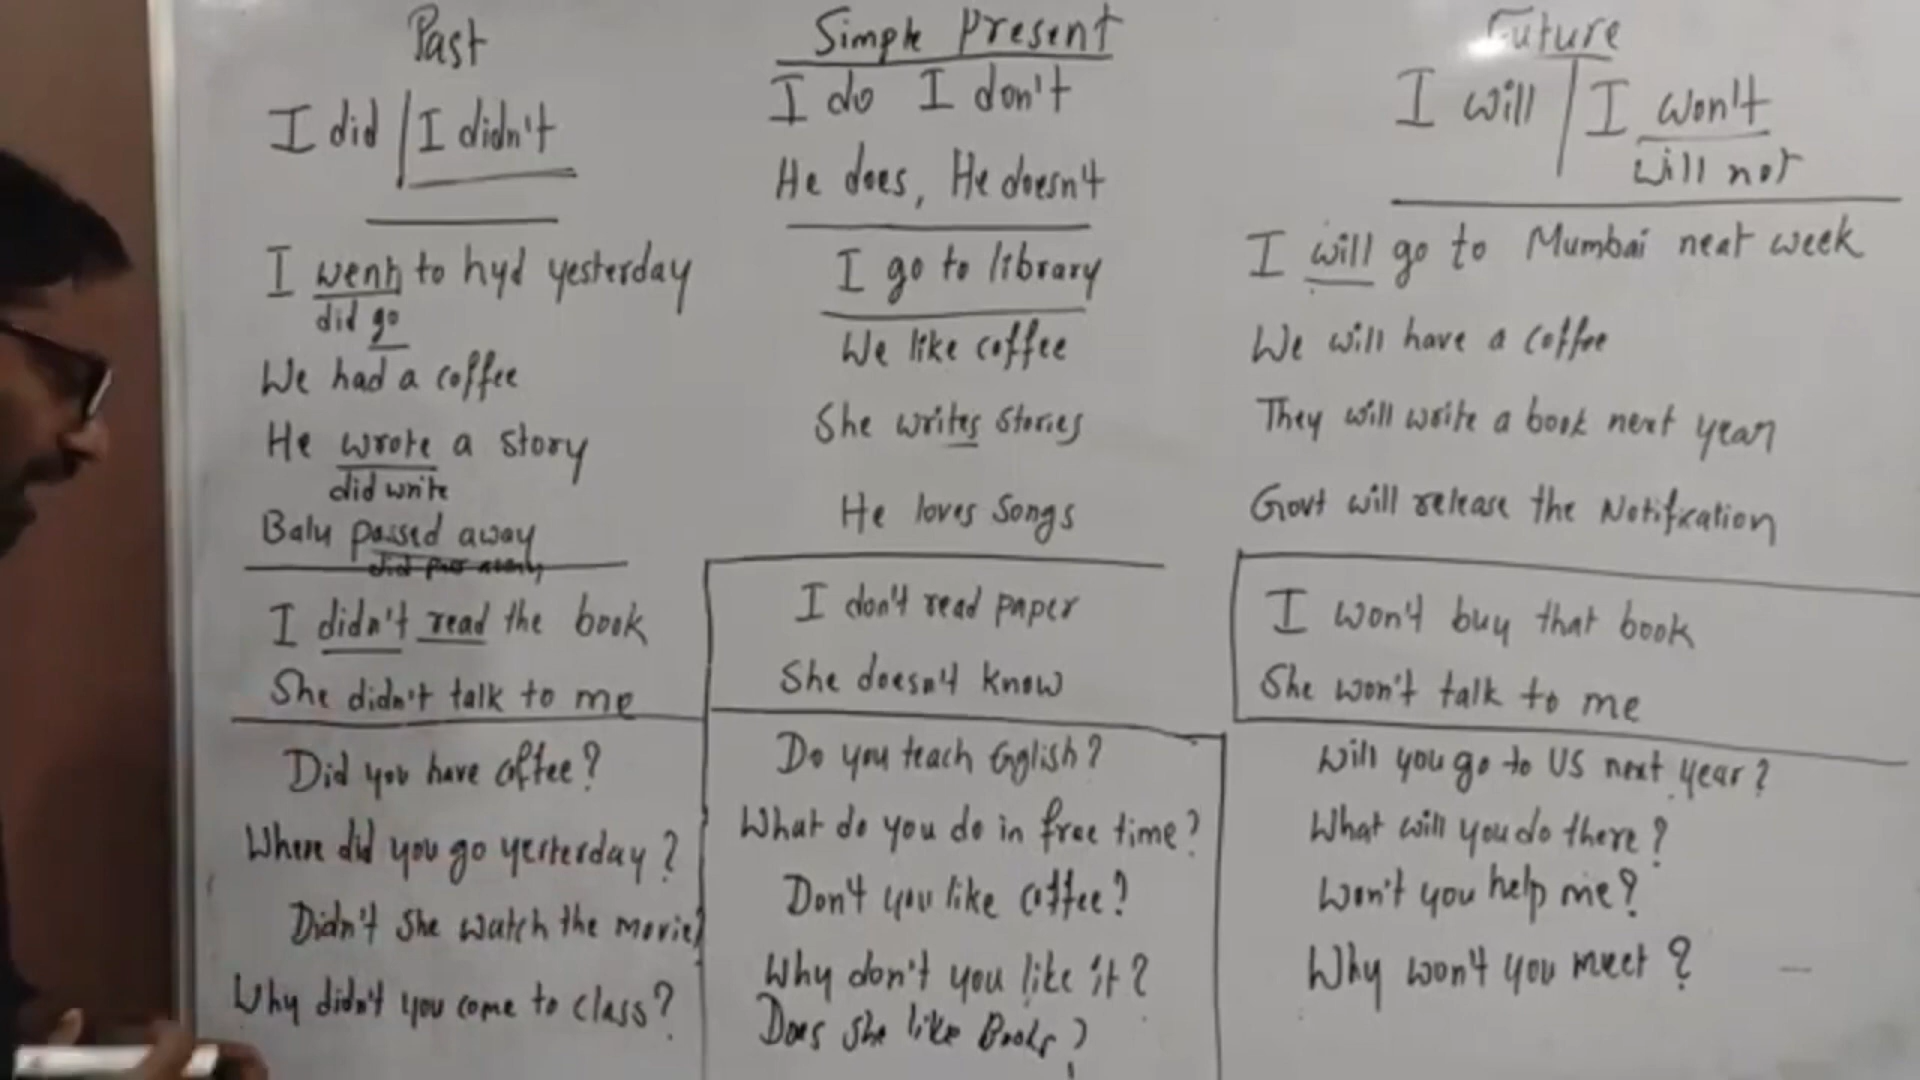 Past
I did | I didn't
I went to hyd yesterday
did go
We had a coffee
He wrote a story
did write
Balu passed away
did pass away
I didn't read the book
She didn't talk to me
Did you have coffee?
Where did you go yesterday?
Didn't she watch the movie?
Why didn't you come to class?
Simple Present
I do I don't
He does, He doesn't
I go to library
We like coffee
She writes stories
He loves songs
I don't read paper
She doesn't know
Do you teach English?
What do you do in free time?
Don't you like coffee?
Why don't you like it?
Does she like Books?
Future
I will | I won't
will not
I will go to Mumbai next week
We will have a coffee
They will write a book next year
Govt will release the Notification
I won't buy that book
She won't talk to me
Will you go to US next year?
What will you do there?
Won't you help me?
Why won't you meet?